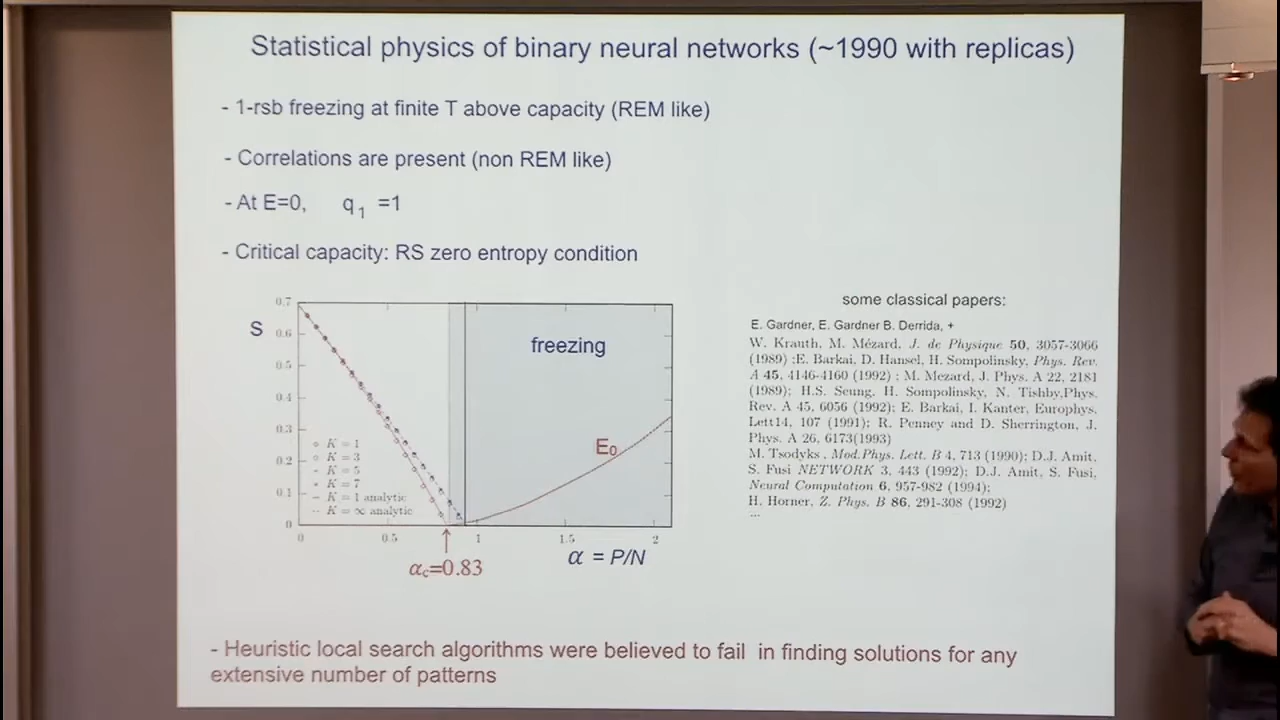 Statistical physics of binary neural networks (~1990 with replicas)
- 1-rsb freezing at finite T above capacity (REM like)
- Correlations are present (non REM like)
- At E=0, q1 =1
- Critical capacity: RS zero entropy condition
S
0.7
0.6
0.5
0.4
0.3
0.2
0.1
0
freezing
E0
K = 1
K = 3
K = 5
K = 7
K = 1 analytic
K = ∞ analytic
0 0.5 1 1.5 2
αc=0.83
α = P/N
some classical papers:
E. Gardner, E. Gardner B. Derrida, +
W. Krauth, M. Mézard, J. de Physique 50, 3057-3066
(1989) ;E. Barkai, D. Hansel, H. Sompolinsky, Phys. Rev.
A 45, 4146-4160 (1992) ; M. Mezard, J. Phys. A 22, 2181
(1989); H.S. Seung, H. Sompolinsky, N. Tishby,Phys.
Rev. A 45, 6056 (1992); E. Barkai, I. Kanter, Europhys.
Lett14, 107 (1991); R. Penney and D. Sherrington, J.
Phys. A 26, 6173(1993)
M. Tsodyks , Mod.Phys. Lett. B 4, 713 (1990); D.J. Amit,
S. Fusi NETWORK 3, 443 (1992); D.J. Amit, S. Fusi,
Neural Computation 6, 957-982 (1994);
H. Horner, Z. Phys. B 86, 291-308 (1992)
...
- Heuristic local search algorithms were believed to fail in finding solutions for any
extensive number of patterns